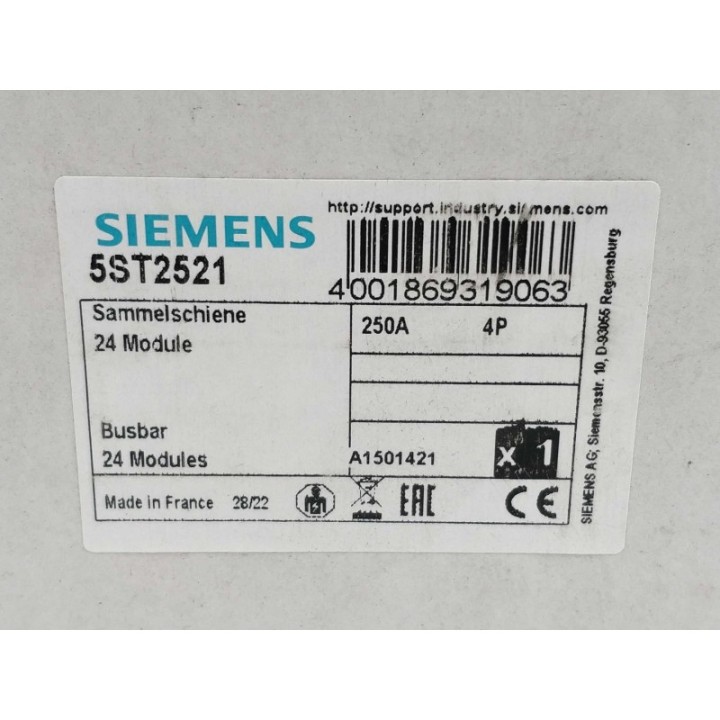 http://support.industry.siemens.com
SIEMENS
5ST2521
4001869319063
Sammelschiene
24 Module
250A 4P
Busbar
24 Modules
A1501421
x 1
Made in France 28/22
EAC
CE
SIEMENS AG; Siemensstr. 10, D-93055 Regensburg